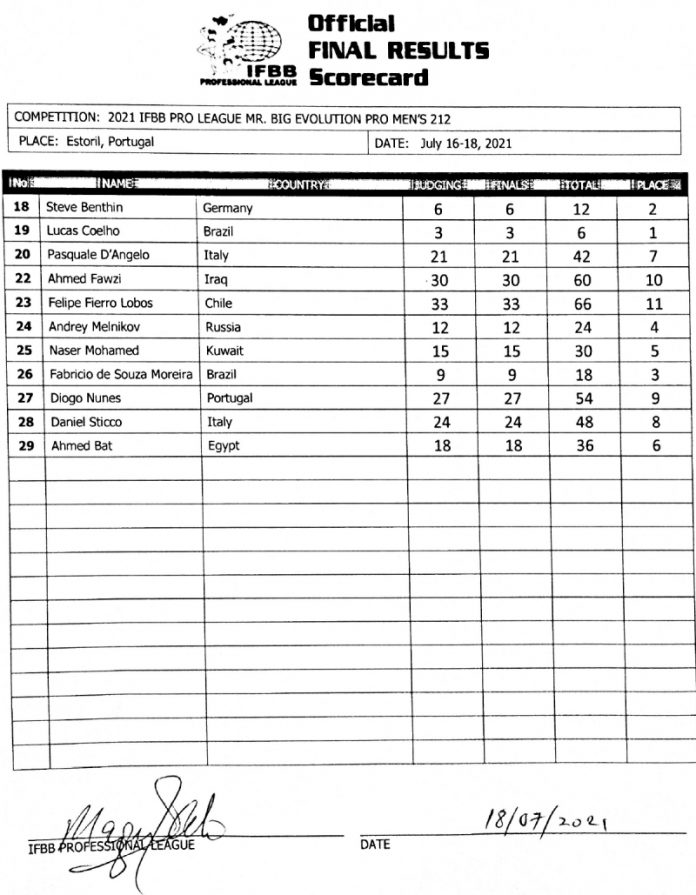 Official
FINAL RESULTS
Scorecard
IFBB
PROFESSIONAL LEAGUE
COMPETITION: 2021 IFBB PRO LEAGUE MR. BIG EVOLUTION PRO MEN'S 212
PLACE: Estoril, Portugal DATE: July 16-18, 2021
No NAME COUNTRY JUDGING FINALS TOTAL PLACE
18 Steve Benthin Germany 6 6 12 2
19 Lucas Coelho Brazil 3 3 6 1
20 Pasquale D'Angelo Italy 21 21 42 7
22 Ahmed Fawzi Iraq 30 30 60 10
23 Felipe Fierro Lobos Chile 33 33 66 11
24 Andrey Melnikov Russia 12 12 24 4
25 Naser Mohamed Kuwait 15 15 30 5
26 Fabricio de Souza Moreira Brazil 9 9 18 3
27 Diogo Nunes Portugal 27 27 54 9
28 Daniel Sticco Italy 24 24 48 8
29 Ahmed Bat Egypt 18 18 36 6
18/07/2021
IFBB PROFESSIONAL LEAGUE DATE